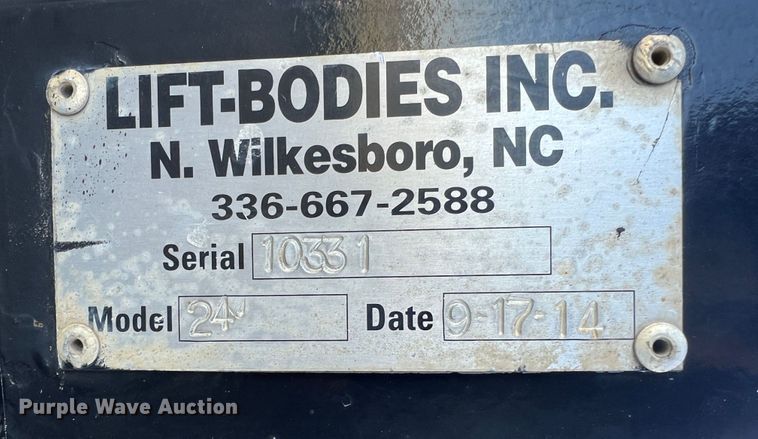 LIFT-BODIES INC.
N. Wilkesboro, NC
336-667-2588
Serial 10331
Model 24
Date 9-17-14
Purple Wave Auction